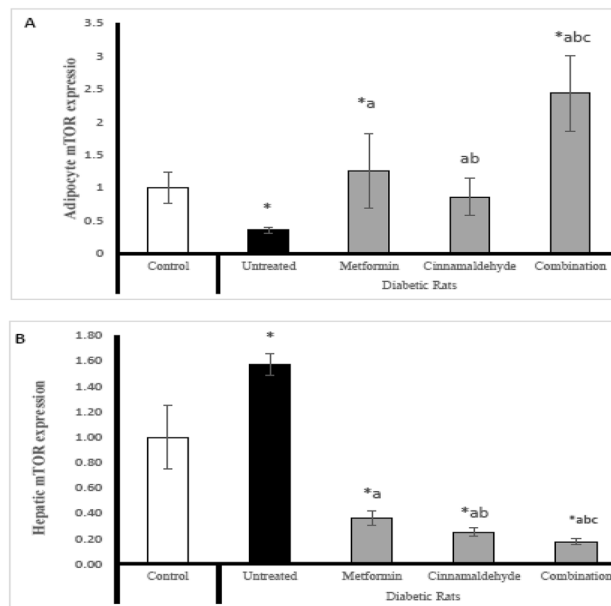 A
Adipocyte mTOR expressio
3.5
3
2.5
2
1.5
1
0.5
0
*
*a
ab
*abc
Control
Untreated
Metformin
Cinnamaldehyde
Combination
Diabetic Rats
B
Hepatic mTOR expression
1.80
1.60
1.40
1.20
1.00
0.80
0.60
0.40
0.20
0.00
*
*a
*ab
*abc
Control
Untreated
Metformin
Cinnamaldehyde
Combination
Diabetic Rats